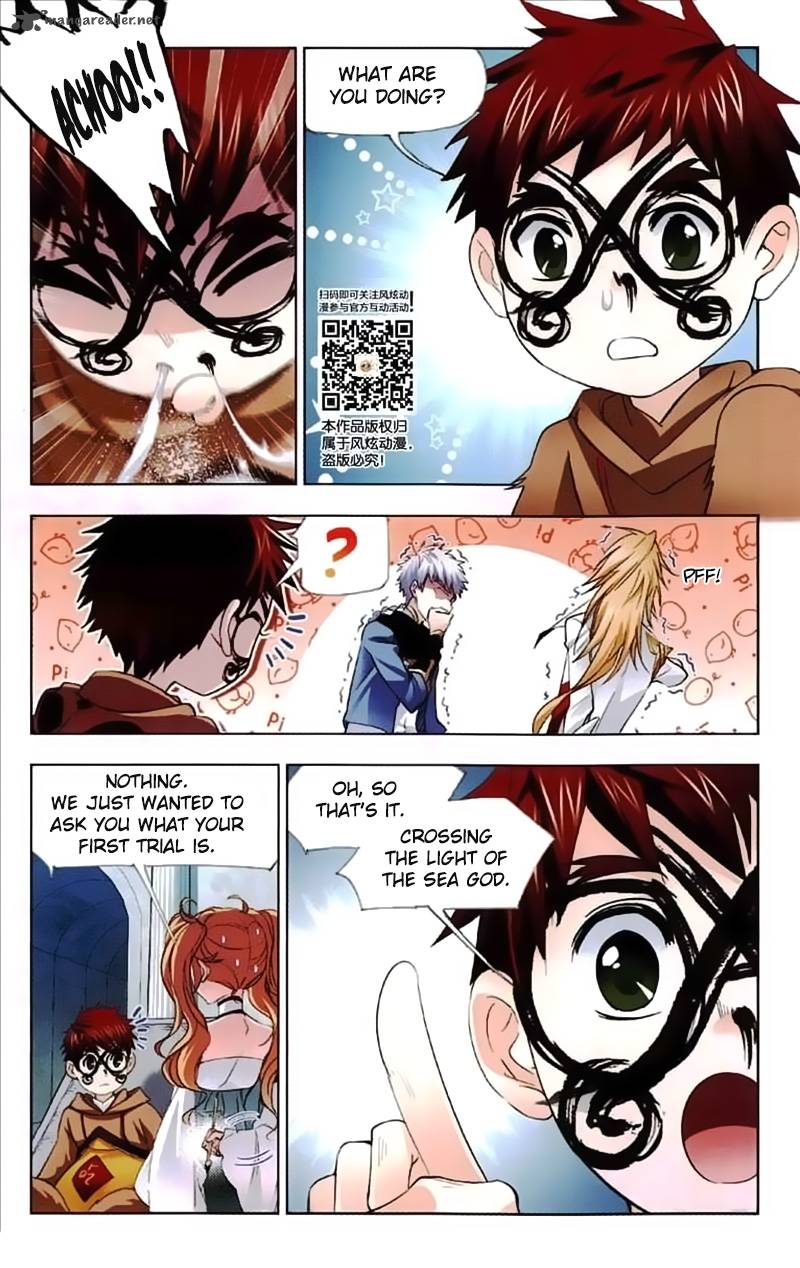 mangareader.net
ACHOO!!
WHAT ARE
YOU DOING?
扫码即可关注风炫动
漫参与官方互动活动!
本作品版权归
属于风炫动漫,
盗版必究!
?
PFF!
Pi
Pi
NOTHING.
WE JUST WANTED TO
ASK YOU WHAT YOUR
FIRST TRIAL IS.
OH, SO
THAT'S IT.
CROSSING
THE LIGHT OF
THE SEA GOD.